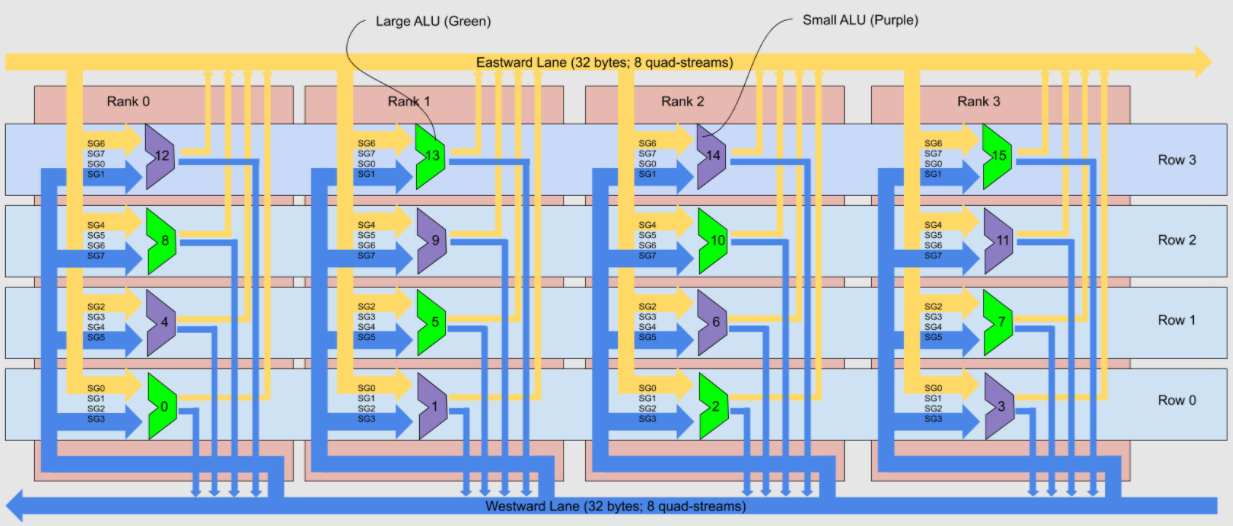 Large ALU (Green)
Small ALU (Purple)
Eastward Lane (32 bytes; 8 quad-streams)
Rank 0
Rank 1
Rank 2
Rank 3
SG6
SG7
SG0
SG1
12
SG6
SG7
SG0
SG1
13
SG6
SG7
SG0
SG1
14
SG6
SG7
SG0
SG1
15
Row 3
SG4
SG5
SG6
SG7
8
SG4
SG5
SG6
SG7
9
SG4
SG5
SG6
SG7
10
SG4
SG5
SG6
SG7
11
Row 2
SG2
SG3
SG4
SG5
4
SG2
SG3
SG4
SG5
5
SG2
SG3
SG4
SG5
6
SG2
SG3
SG4
SG5
7
Row 1
SG0
SG1
SG2
SG3
0
SG0
SG1
SG2
SG3
1
SG0
SG1
SG2
SG3
2
SG0
SG1
SG2
SG3
3
Row 0
Westward Lane (32 bytes; 8 quad-streams)